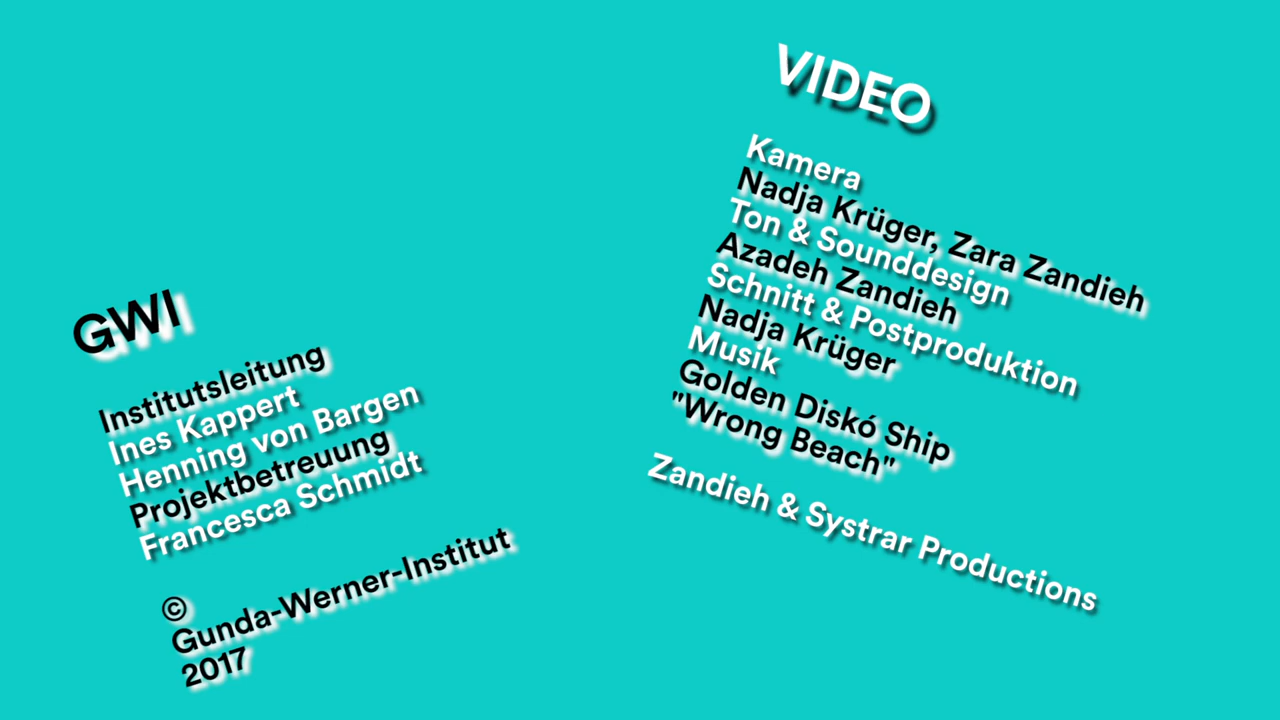 GWI
Institutsleitung
Ines Kappert
Henning von Bargen
Projektbetreuung
Francesca Schmidt
©
Gunda-Werner-Institut
2017
VIDEO
Kamera
Nadja Krüger, Zara Zandieh
Ton & Sounddesign
Azadeh Zandieh
Schnitt & Postproduktion
Nadja Krüger
Musik
Golden Diskó Ship
"Wrong Beach"
Zandieh & Systrar Productions